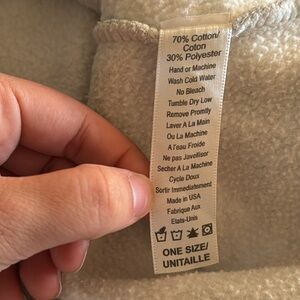 70% Cotton/
Coton
30% Polyester
Hand or Machine
Wash Cold Water
No Bleach
Tumble Dry Low
Remove Promtly
Laver A La Main
Ou La Machine
A l'eau Froide
Ne pas Javelliser
Secher A La Machine
Cycle Doux
Sortir Immediatement
Made in USA
Fabrique Aux
Etats-Unis
ONE SIZE/
UNITAILLE